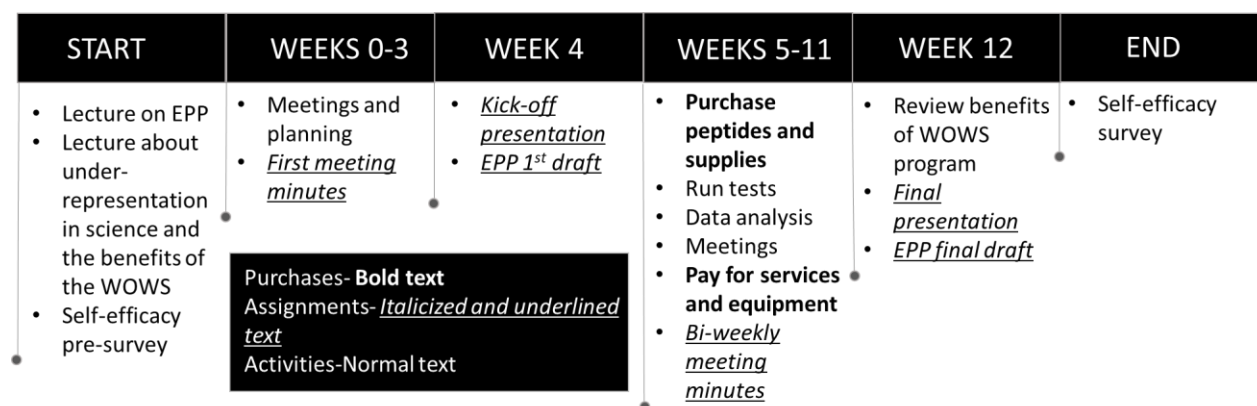 START
• Lecture on EPP
• Lecture about
under-
representation
in science and
the benefits of
the WOWS
• Self-efficacy
pre-survey
WEEKS 0-3
• Meetings and
planning
• First meeting
minutes
WEEK 4
• Kick-off
presentation
• EPP 1st draft
WEEKS 5-11
• Purchase
peptides and
supplies
• Run tests
• Data analysis
• Meetings
• Pay for services
and equipment
• Bi-weekly
meeting
minutes
WEEK 12
• Review benefits
of WOWS
program
• Final
presentation
• EPP final draft
END
• Self-efficacy
survey
Purchases- Bold text
Assignments- Italicized and underlined
text
Activities-Normal text